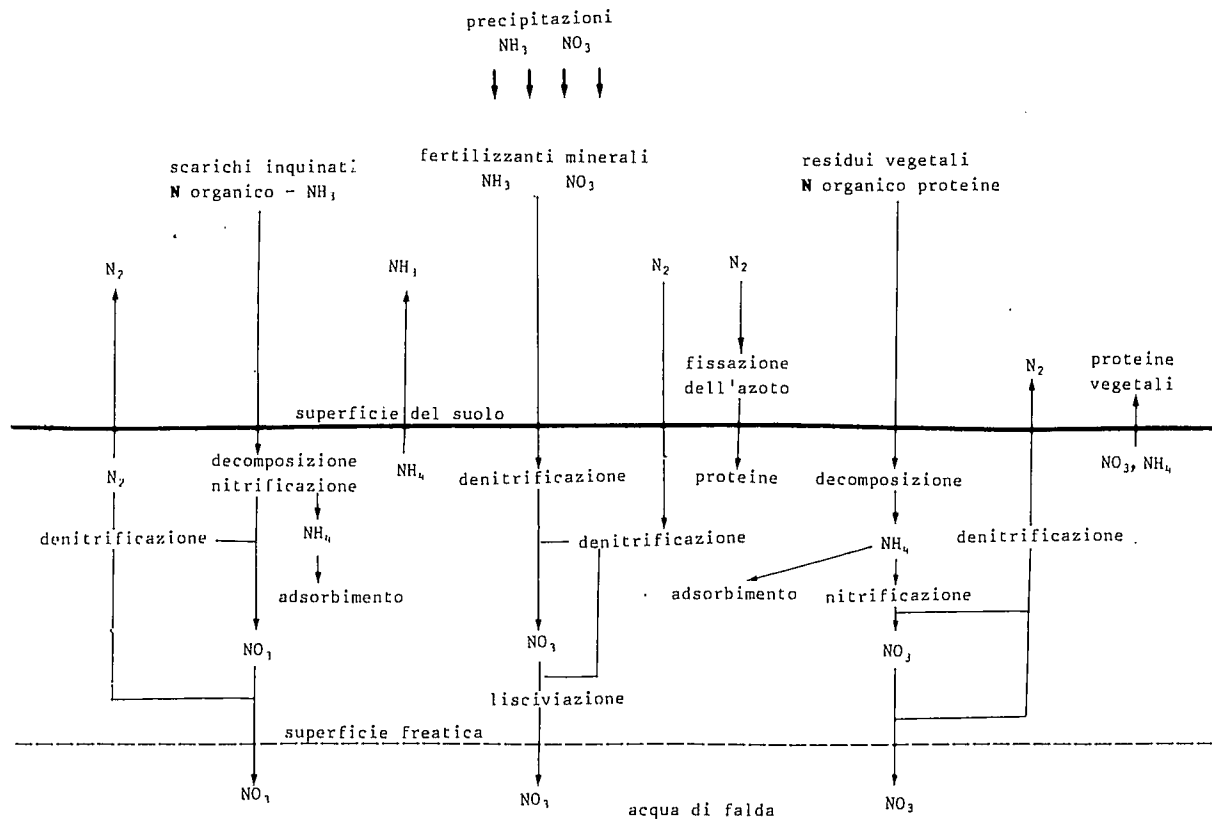 precipitazioni
NH₃ NO₃
scarichi inquinati
N organico - NH₃
fertilizzanti minerali
NH₃ NO₃
residui vegetali
N organico proteine
N₂
NH₃
N₂
N₂
fissazione
dell'azoto
N₂
proteine
vegetali
superficie del suolo
N₂
decomposizione
nitrificazione
NH₄
denitrificazione
proteine
decomposizione
NO₃, NH₄
denitrificazione
NH₄
denitrificazione
NH₄
denitrificazione
adsorbimento
adsorbimento
nitrificazione
NO₃
NO₃
NO₃
lisciviazione
superficie freatica
NO₃
NO₃
acqua di falda
NO₃